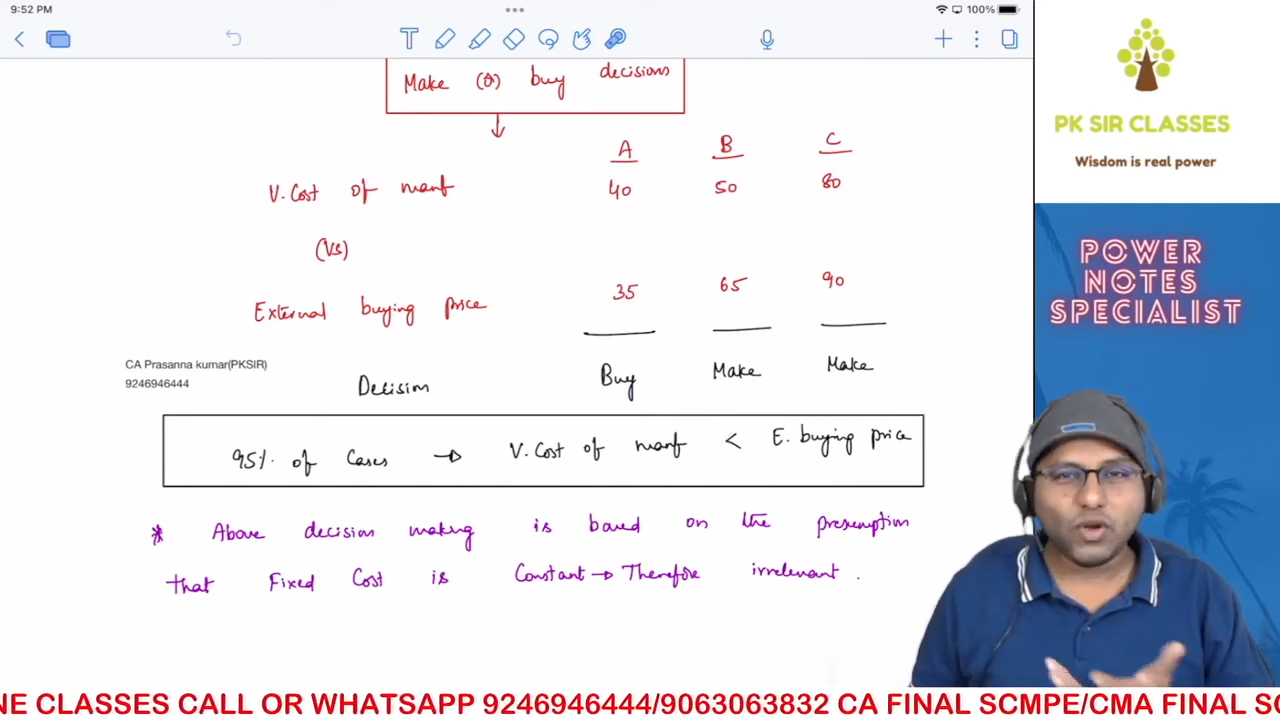 9:52 PM
100%
Make (or) buy decisions
A B C
V. Cost of manf 40 50 80
(Vs)
External buying price 35 65 90
CA Prasanna kumar(PKSIR)
9246946444
Decision Buy Make Make
95% of Cases → V. Cost of manf < E. buying price
* Above decision making is based on the presumption
that Fixed Cost is Constant → Therefore irrelevant.
PK SIR CLASSES
Wisdom is real power
POWER
NOTES
SPECIALIST
NE CLASSES CALL OR WHATSAPP 9246946444/9063063832 CA FINAL SCMPE/CMA FINAL SC